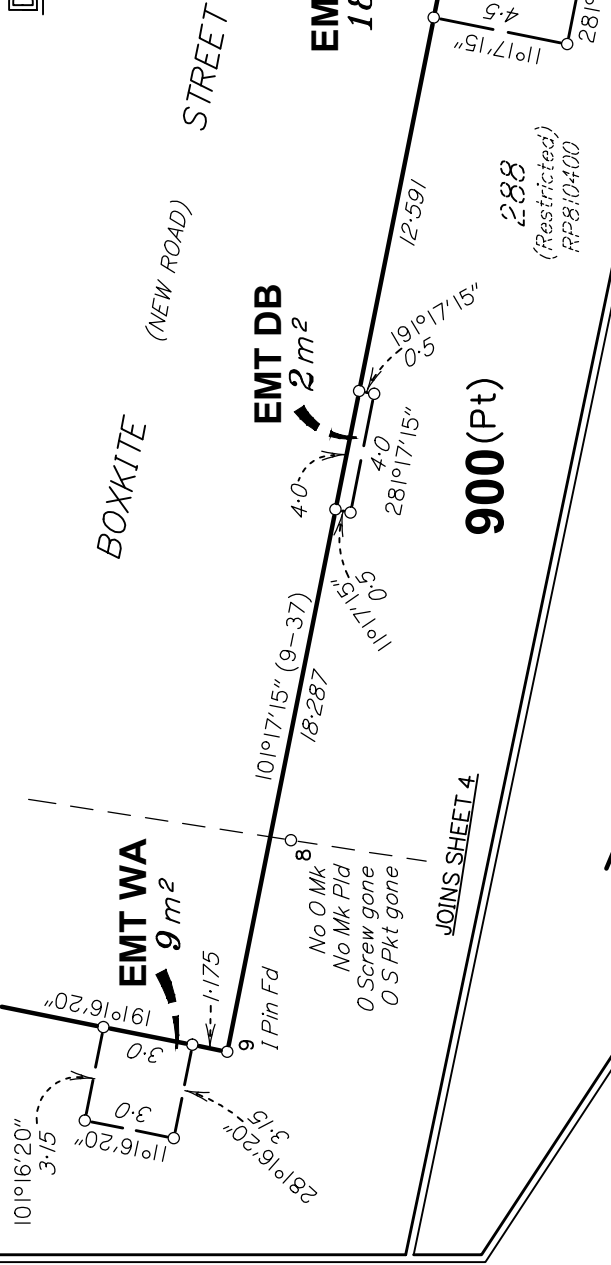 BOXKITE STREET
(NEW ROAD)
EMT DB
2 m²
EMT WA
9 m²
EM
18
4·5
11°17'15"
281°
288
(Restricted)
RP810400
12·591
191°17'15"
0·5
4·0
4·0
281°17'15"
900(Pt)
11°17'15"
0·5
101°17'15" (9–37)
18·287
8
No O Mk
No Mk Pld
O Screw gone
O S Pkt gone
JOINS SHEET 4
191°16'20"
3·0
1·175
9
I Pin Fd
101°16'20"
3·15
3·0
11°16'20"
281°16'20"
3·15